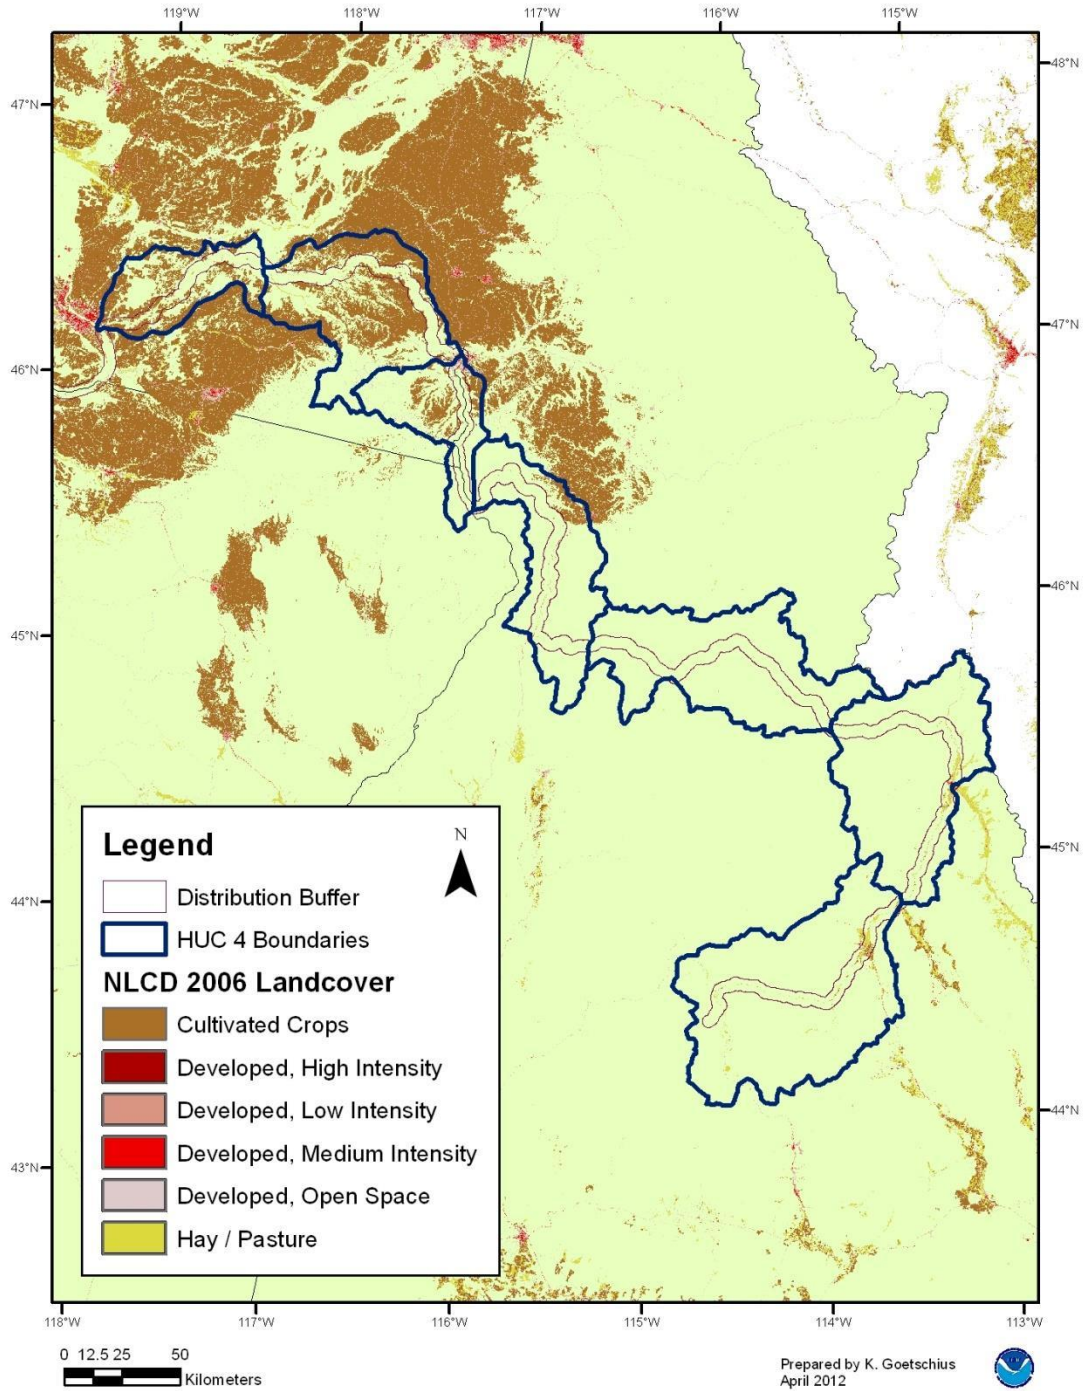 119°W 118°W 117°W 116°W 115°W
48°N
47°N
47°N
46°N
46°N
45°N
45°N
44°N
44°N
43°N
Legend
N
Distribution Buffer
HUC 4 Boundaries
NLCD 2006 Landcover
Cultivated Crops
Developed, High Intensity
Developed, Low Intensity
Developed, Medium Intensity
Developed, Open Space
Hay / Pasture
118°W 117°W 116°W 115°W 114°W 113°W
0 12.5 25 50
Kilometers
Prepared by K. Goetschius
April 2012